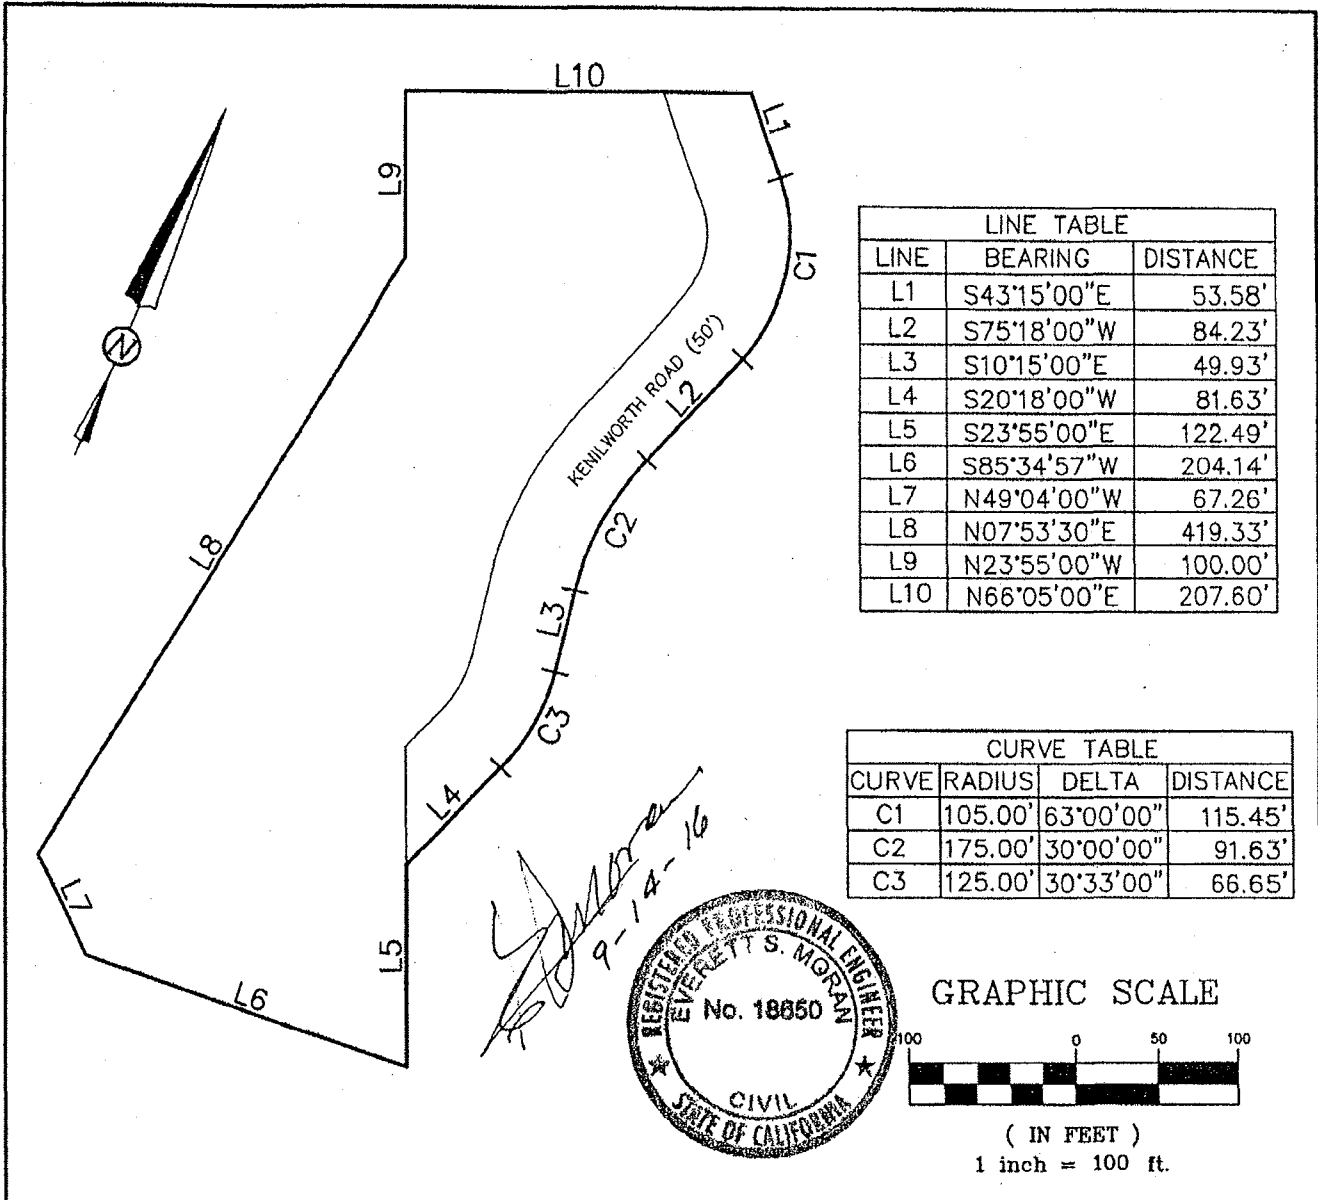 L10
L1
L9
C1
N
KENILWORTH ROAD (50')
L2
L8
C2
L3
C3
L4
L7
L5
L6
LINE TABLE
LINE BEARING DISTANCE
L1 S43°15'00"E 53.58'
L2 S75°18'00"W 84.23'
L3 S10°15'00"E 49.93'
L4 S20°18'00"W 81.63'
L5 S23°55'00"E 122.49'
L6 S85°34'57"W 204.14'
L7 N49°04'00"W 67.26'
L8 N07°53'30"E 419.33'
L9 N23°55'00"W 100.00'
L10 N66°05'00"E 207.60'
CURVE TABLE
CURVE RADIUS DELTA DISTANCE
C1 105.00' 63°00'00" 115.45'
C2 175.00' 30°00'00" 91.63'
C3 125.00' 30°33'00" 66.65'
9-14-16
REGISTERED PROFESSIONAL ENGINEER
EVERETT S. MORAN
No. 18650
CIVIL
STATE OF CALIFORNIA
GRAPHIC SCALE
100 0 50 100
( IN FEET )
1 inch = 100 ft.